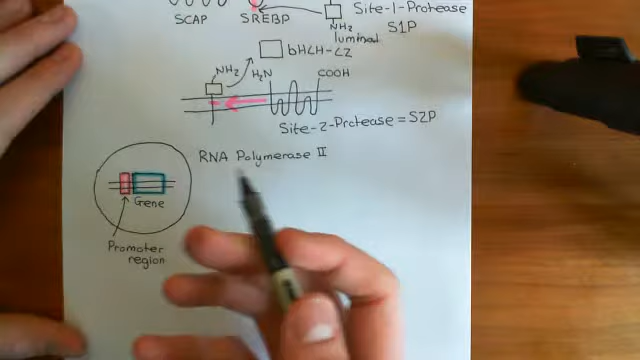 SCAP
SREBP
Site-1-Protease
S1P
NH2
luminal
bHLH-LZ
NH2
H2N
COOH
Site-2-Protease = S2P
RNA Polymerase II
Gene
Promoter
region